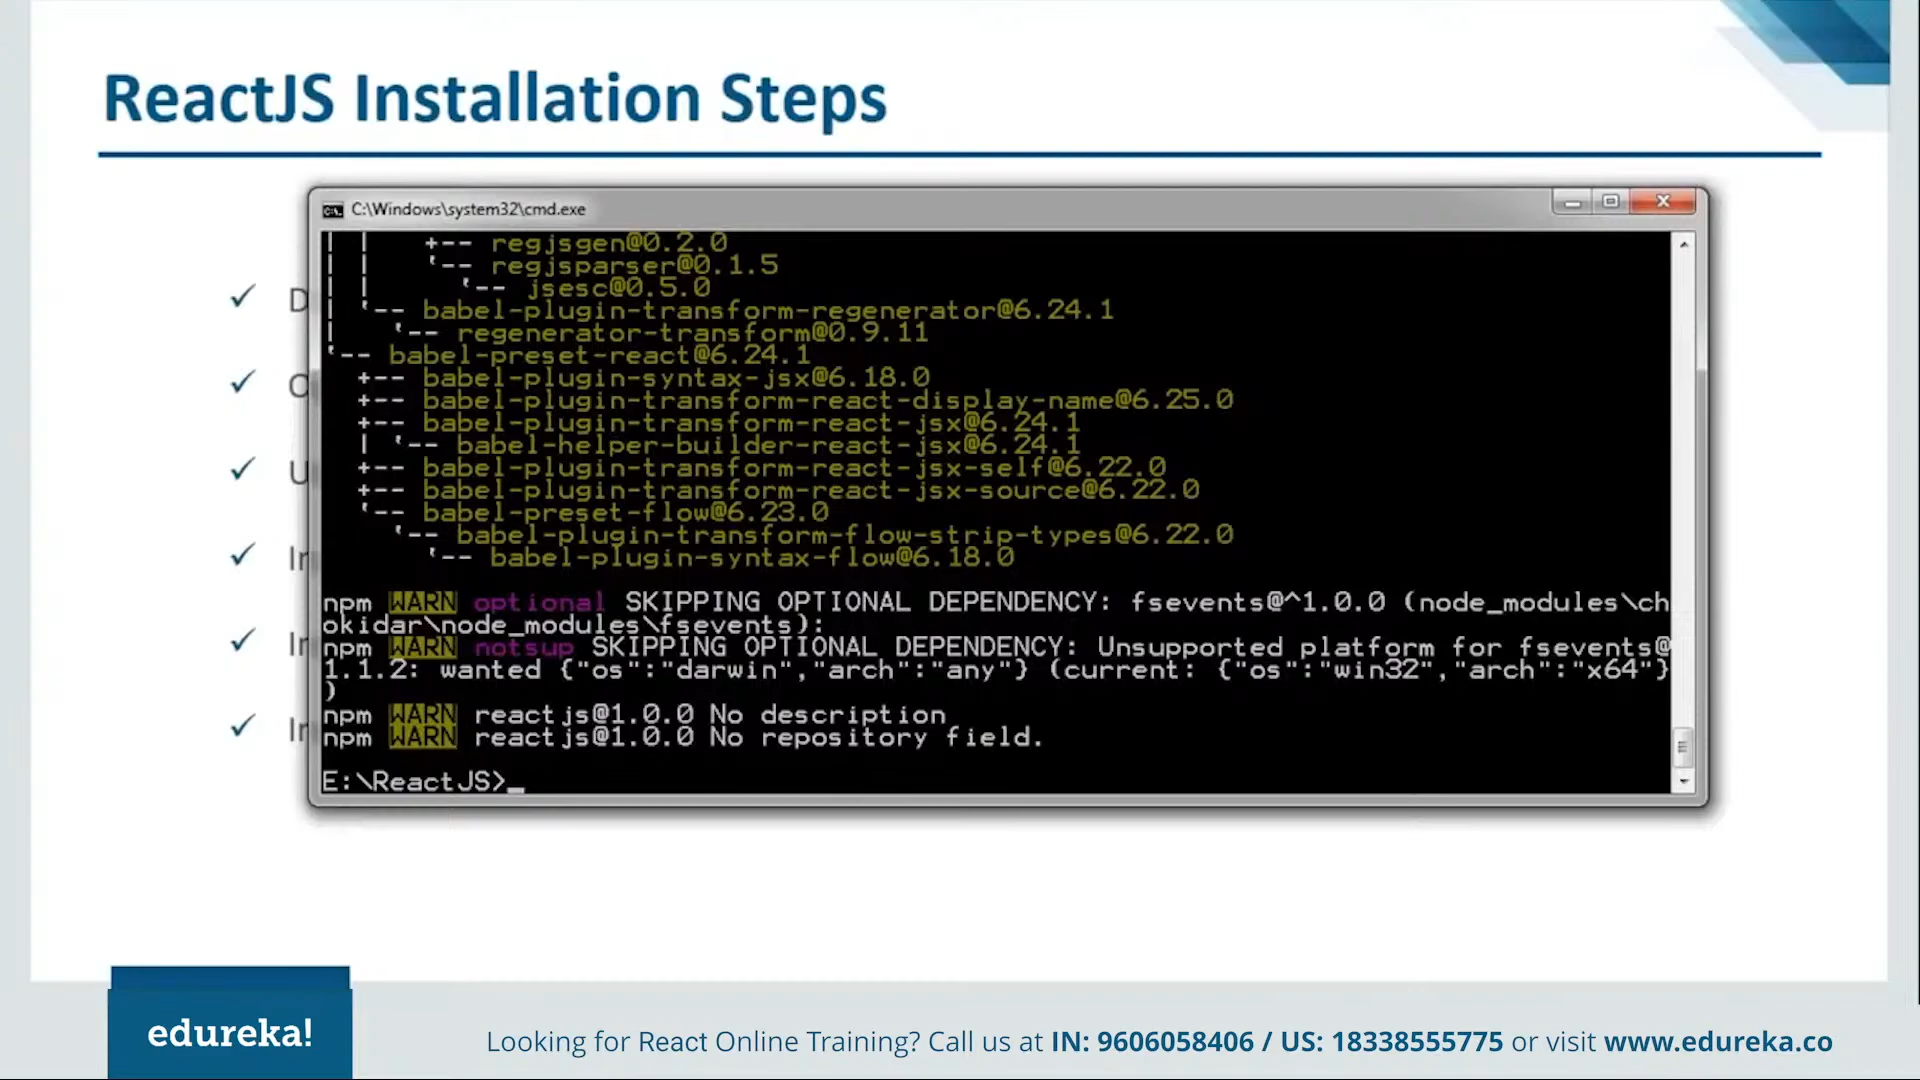 ReactJS Installation Steps
C:\Windows\system32\cmd.exe
| | +-- regjsgen@0.2.0
| | '-- regjsparser@0.1.5
| | '-- jsesc@0.5.0
| '-- babel-plugin-transform-regenerator@6.24.1
| '-- regenerator-transform@0.9.11
'-- babel-preset-react@6.24.1
+-- babel-plugin-syntax-jsx@6.18.0
+-- babel-plugin-transform-react-display-name@6.25.0
+-- babel-plugin-transform-react-jsx@6.24.1
| '-- babel-helper-builder-react-jsx@6.24.1
+-- babel-plugin-transform-react-jsx-self@6.22.0
+-- babel-plugin-transform-react-jsx-source@6.22.0
'-- babel-preset-flow@6.23.0
'-- babel-plugin-transform-flow-strip-types@6.22.0
'-- babel-plugin-syntax-flow@6.18.0
npm WARN optional SKIPPING OPTIONAL DEPENDENCY: fsevents@^1.0.0 (node_modules\ch
okidar\node_modules\fsevents):
npm WARN notsup SKIPPING OPTIONAL DEPENDENCY: Unsupported platform for fsevents@
1.1.2: wanted {"os":"darwin","arch":"any"} (current: {"os":"win32","arch":"x64"}
)
npm WARN reactjs@1.0.0 No description
npm WARN reactjs@1.0.0 No repository field.
E:\ReactJS>_
edureka!
Looking for React Online Training? Call us at IN: 9606058406 / US: 18338555775 or visit www.edureka.co